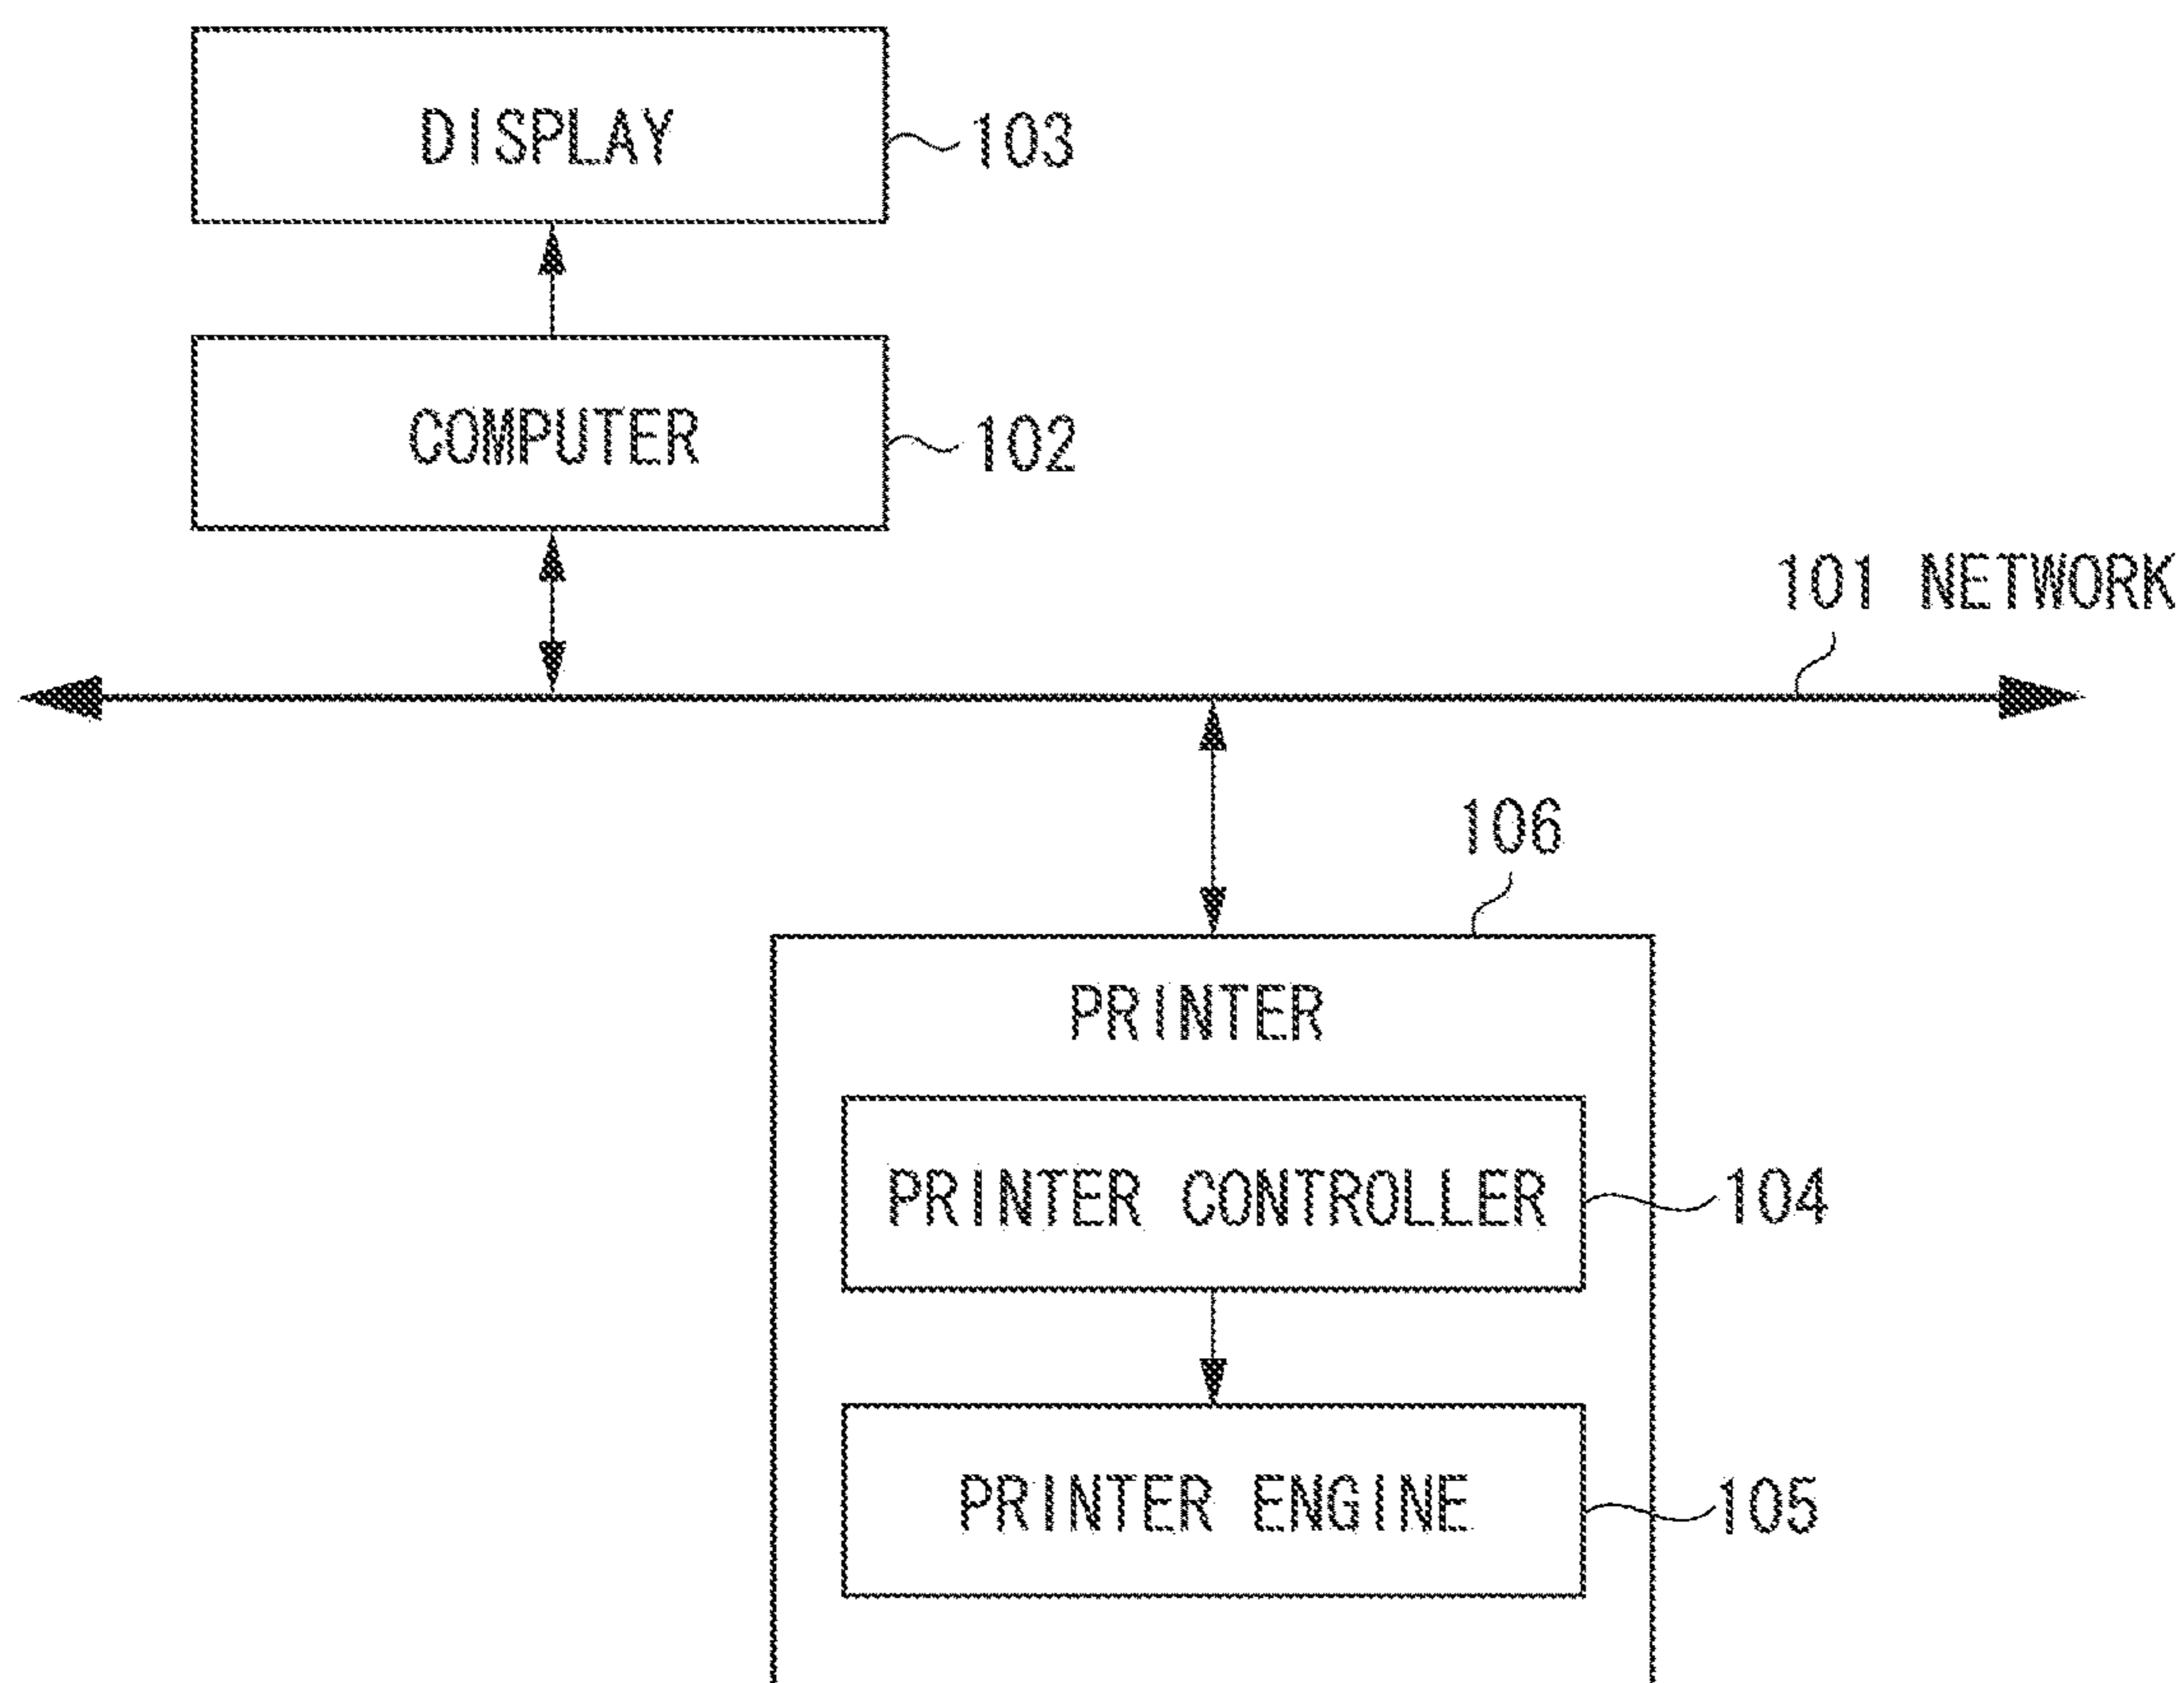 DISPLAY 103
COMPUTER 102
101 NETWORK
106
PRINTER
PRINTER CONTROLLER 104
PRINTER ENGINE 105